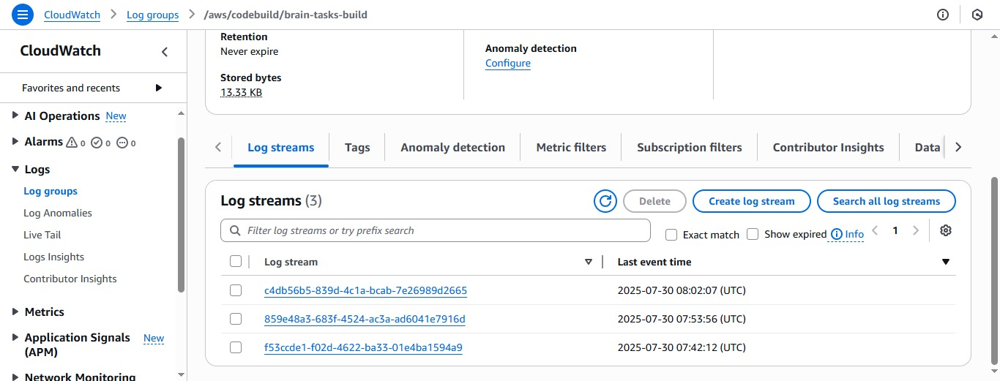 CloudWatch > Log groups > /aws/codebuild/brain-tasks-build
CloudWatch
Favorites and recents
AI Operations New
Alarms 0 0 0
Logs
Log groups
Log Anomalies
Live Tail
Logs Insights
Contributor Insights
Metrics
Application Signals New
(APM)
Network Monitoring
Retention
Never expire
Stored bytes
13.33 KB
Anomaly detection
Configure
Log streams Tags Anomaly detection Metric filters Subscription filters Contributor Insights Data
Log streams (3)
Delete Create log stream Search all log streams
Filter log streams or try prefix search Exact match Show expired Info 1
Log stream Last event time
c4db56b5-839d-4c1a-bcab-7e26989d2665 2025-07-30 08:02:07 (UTC)
859e48a3-683f-4524-ac3a-ad6041e7916d 2025-07-30 07:53:56 (UTC)
f53ccde1-f02d-4622-ba33-01e4ba1594a9 2025-07-30 07:42:12 (UTC)